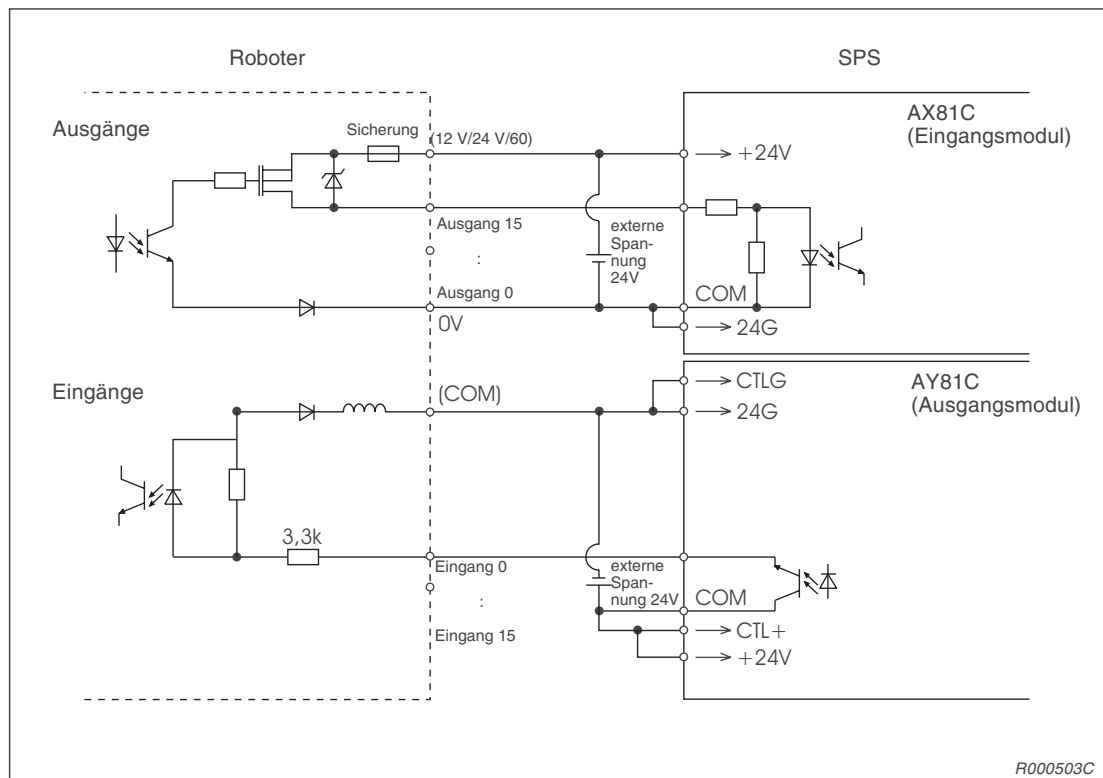 Roboter
SPS
Ausgänge
Sicherung
(12 V/24 V/60)
AX81C
(Eingangsmodul)
+24V
Ausgang 15
:
externe
Span-
nung
24V
Ausgang 0
0V
COM
24G
Eingänge
(COM)
CTLG
24G
AY81C
(Ausgangsmodul)
3,3k
Eingang 0
:
Eingang 15
externe
Span-
nung 24V
COM
CTL+
+24V
R000503C